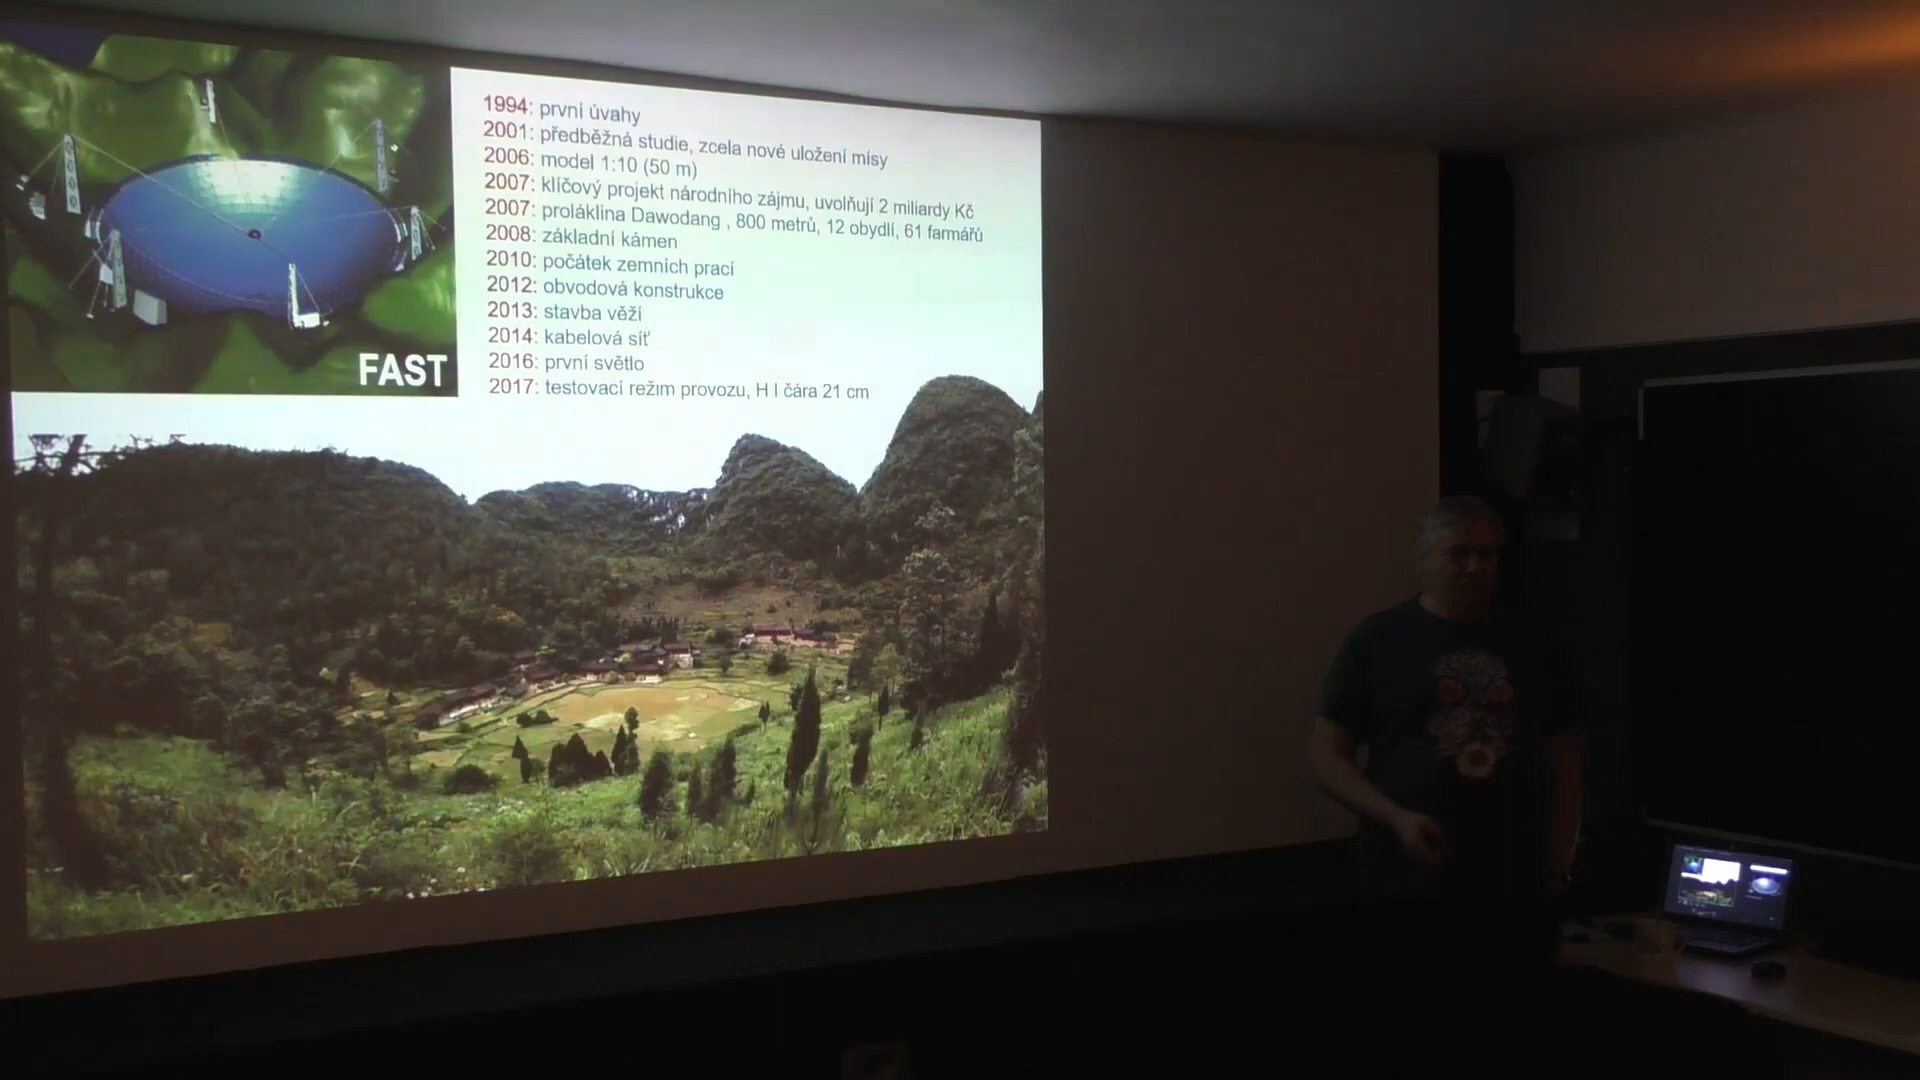 1994: první úvahy
2001: předběžná studie, zcela nové uložení mísy
2006: model 1:10 (50 m)
2007: klíčový projekt národního zájmu, uvolňují 2 miliardy Kč
2007: proláklina Dawodang , 800 metrů, 12 obydlí, 61 farmářů
2008: základní kámen
2010: počátek zemních prací
2012: obvodová konstrukce
2013: stavba věží
2014: kabelová síť
2016: první světlo
2017: testovací režim provozu, H I čára 21 cm
FAST